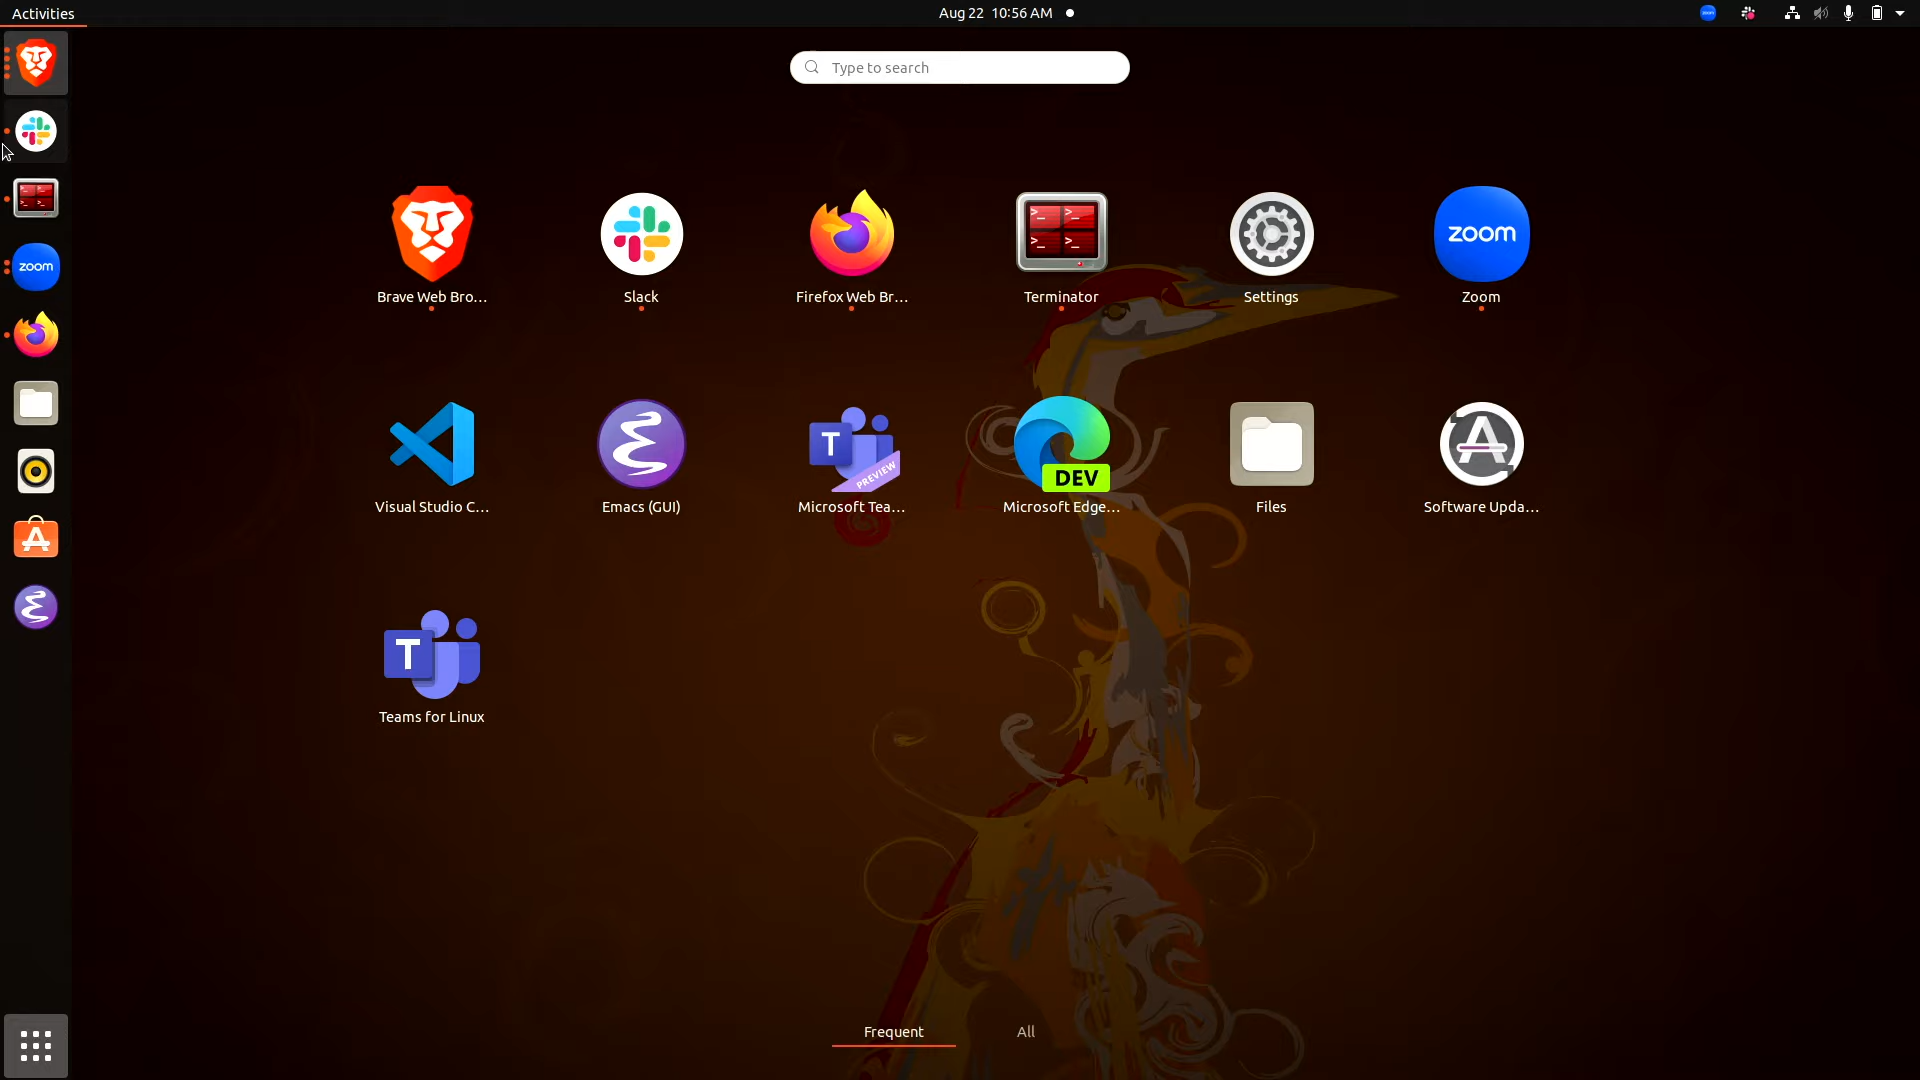 Activities
Aug 22 10:56 AM
zoom
Type to search
zoom
zoom
Brave Web Bro...
Slack
Firefox Web Br...
Terminator
Settings
Zoom
T
PREVIEW
DEV
Visual Studio C...
Emacs (GUI)
Microsoft Tea...
Microsoft Edge...
Files
Software Upda...
T
Teams for Linux
Frequent
All